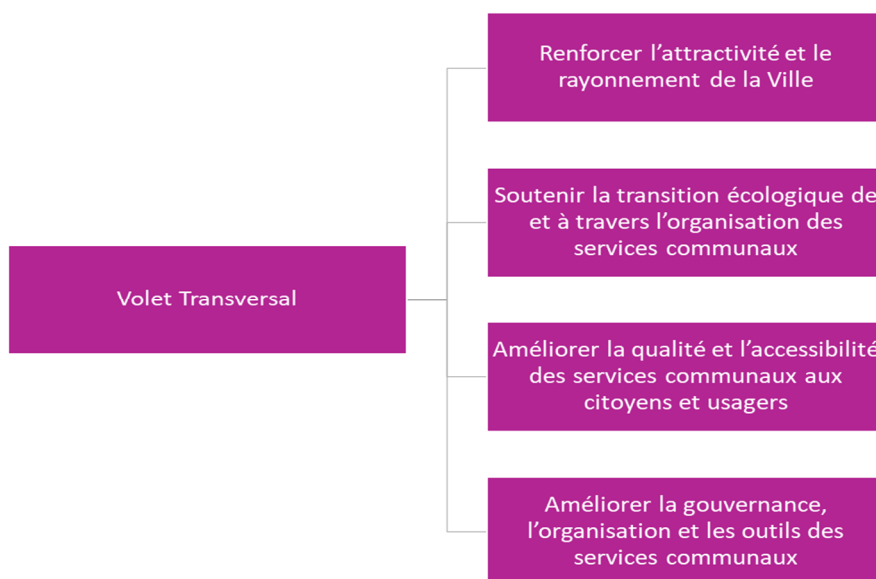 Renforcer l’attractivité et le
rayonnement de la Ville
Soutenir la transition écologique de
et à travers l’organisation des
services communaux
Volet Transversal
Améliorer la qualité et l’accessibilité
des services communaux aux
citoyens et usagers
Améliorer la gouvernance,
l’organisation et les outils des
services communaux